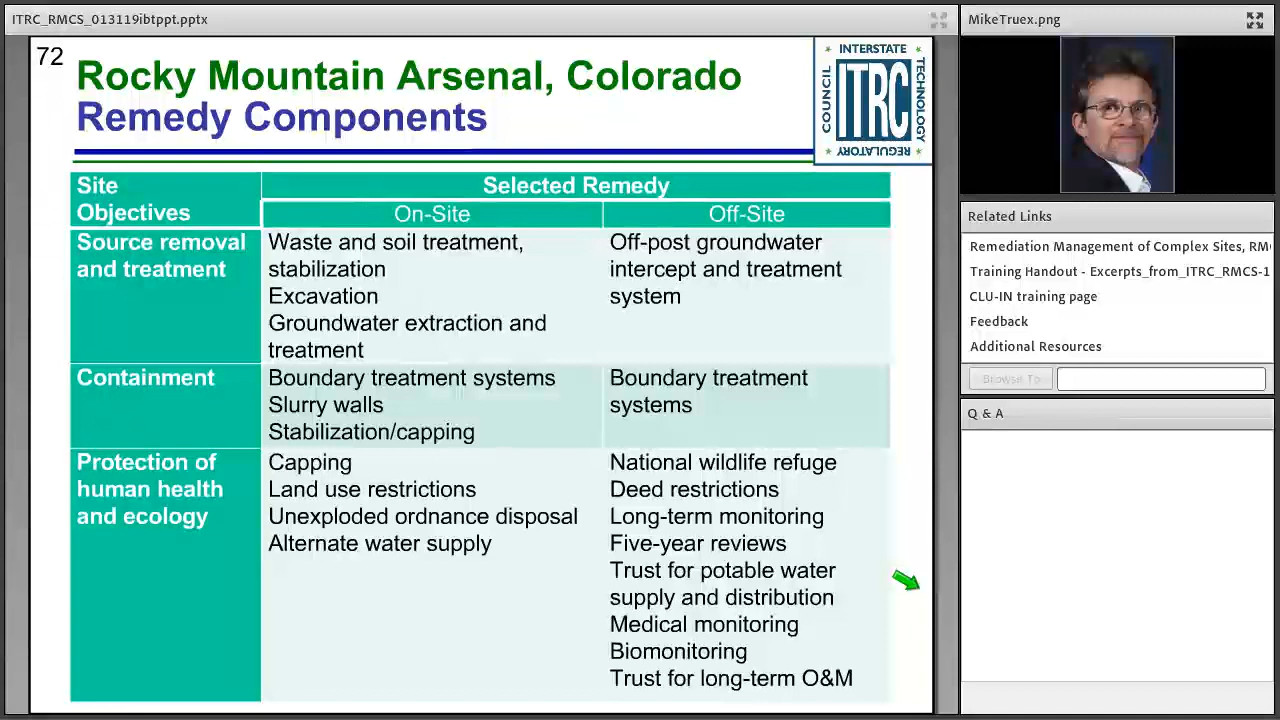 ITRC_RMCS_013119ibtppt.pptx
72
Rocky Mountain Arsenal, Colorado
Remedy Components
INTERSTATE
TECHNOLOGY
REGULATORY
COUNCIL
ITRC
Site
Objectives
Selected Remedy
On-Site
Off-Site
Source removal
and treatment
Waste and soil treatment,
stabilization
Excavation
Groundwater extraction and
treatment
Off-post groundwater
intercept and treatment
system
Containment
Boundary treatment systems
Slurry walls
Stabilization/capping
Boundary treatment
systems
Protection of
human health
and ecology
Capping
Land use restrictions
Unexploded ordnance disposal
Alternate water supply
National wildlife refuge
Deed restrictions
Long-term monitoring
Five-year reviews
Trust for potable water
supply and distribution
Medical monitoring
Biomonitoring
Trust for long-term O&M
MikeTruex.png
Related Links
Remediation Management of Complex Sites, RM
Training Handout - Excerpts_from_ITRC_RMCS-1
CLU-IN training page
Feedback
Additional Resources
Browse To
Q & A